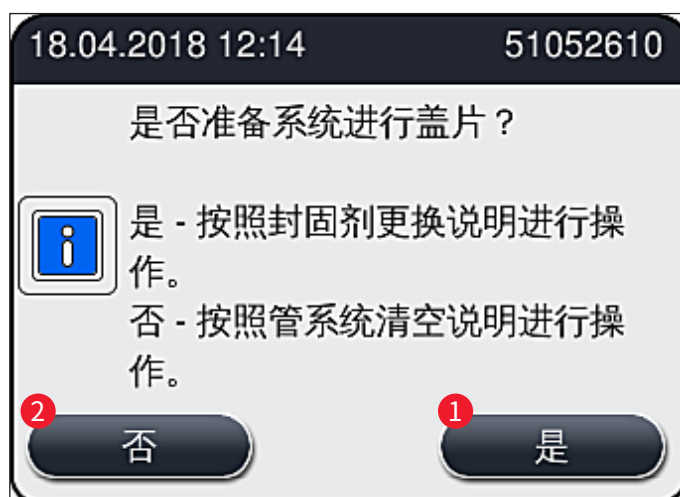 18.04.2018 12:14 51052610
是否准备系统进行盖片？
是 - 按照封固剂更换说明进行操
作。
否 - 按照管系统清空说明进行操
作。
2 1
否 是